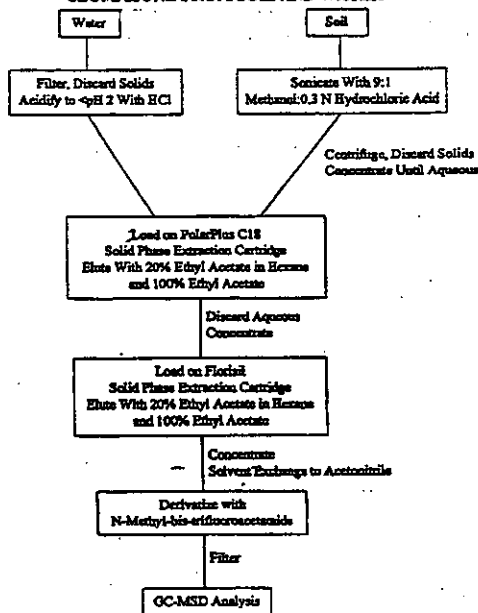 Water
Soil
Filter, Discard Solids
Acidify to <pH 2 With HCl
Sonicate With 9:1
Methanol:0.3 N Hydrochloric Acid
Centrifuge, Discard Solids
Concentrate Until Aqueous
Load on PolarPlus C18
Solid Phase Extraction Cartridge
Elute With 20% Ethyl Acetate in Hexane
and 100% Ethyl Acetate
Discard Aqueous
Concentrate
Load on Florisil
Solid Phase Extraction Cartridge
Elute With 20% Ethyl Acetate in Hexane
and 100% Ethyl Acetate
Concentrate
Solvent Exchange to Acetonitrile
Derivatize with
N-Methyl-bis-trifluoroacetamide
Filter
GC-MSD Analysis